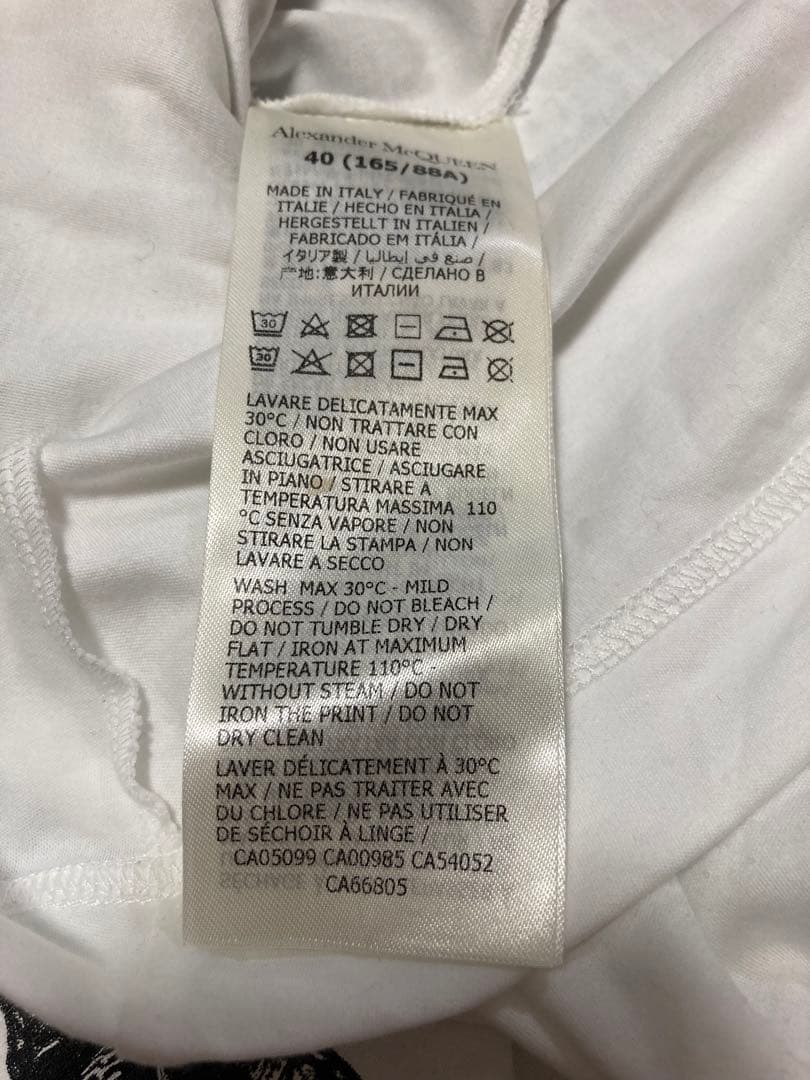 Alexander McQUEEN
40 (165/88A)
MADE IN ITALY / FABRIQUÉ EN
ITALIE / HECHO EN ITALIA /
HERGESTELLT IN ITALIEN /
FABRICADO EM ITÁLIA /
イタリア製 / صنع في إيطاليا /
产地:意大利 / СДЕЛАНО В
ИТАЛИИ
30
30
LAVARE DELICATAMENTE MAX
30°C / NON TRATTARE CON
CLORO / NON USARE
ASCIUGATRICE / ASCIUGARE
IN PIANO / STIRARE A
TEMPERATURA MASSIMA 110
°C SENZA VAPORE / NON
STIRARE LA STAMPA / NON
LAVARE A SECCO
WASH MAX 30°C - MILD
PROCESS / DO NOT BLEACH /
DO NOT TUMBLE DRY / DRY
FLAT / IRON AT MAXIMUM
TEMPERATURE 110°C -
WITHOUT STEAM / DO NOT
IRON THE PRINT / DO NOT
DRY CLEAN
LAVER DÉLICATEMENT À 30°C
MAX / NE PAS TRAITER AVEC
DU CHLORE / NE PAS UTILISER
DE SÉCHOIR À LINGE /
CA05099 CA00985 CA54052
CA66805